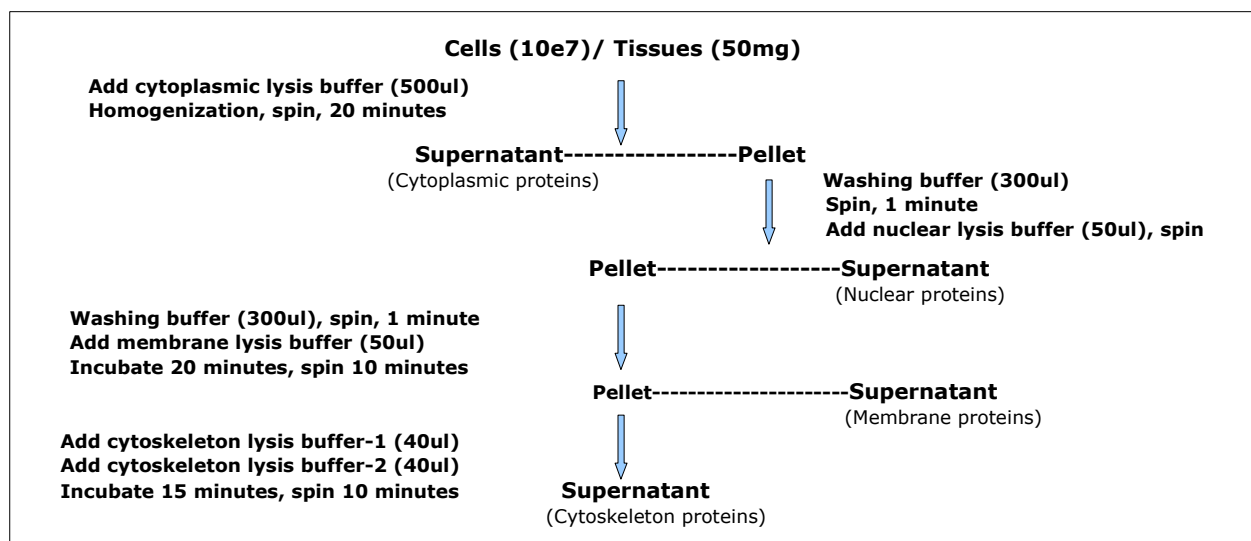 Cells (10e7)/ Tissues (50mg)
Add cytoplasmic lysis buffer (500ul)
Homogenization, spin, 20 minutes
Supernatant-----------------Pellet
(Cytoplasmic proteins)
Washing buffer (300ul)
Spin, 1 minute
Add nuclear lysis buffer (50ul), spin
Pellet------------------Supernatant
(Nuclear proteins)
Washing buffer (300ul), spin, 1 minute
Add membrane lysis buffer (50ul)
Incubate 20 minutes, spin 10 minutes
Pellet----------------------Supernatant
(Membrane proteins)
Add cytoskeleton lysis buffer-1 (40ul)
Add cytoskeleton lysis buffer-2 (40ul)
Incubate 15 minutes, spin 10 minutes
Supernatant
(Cytoskeleton proteins)